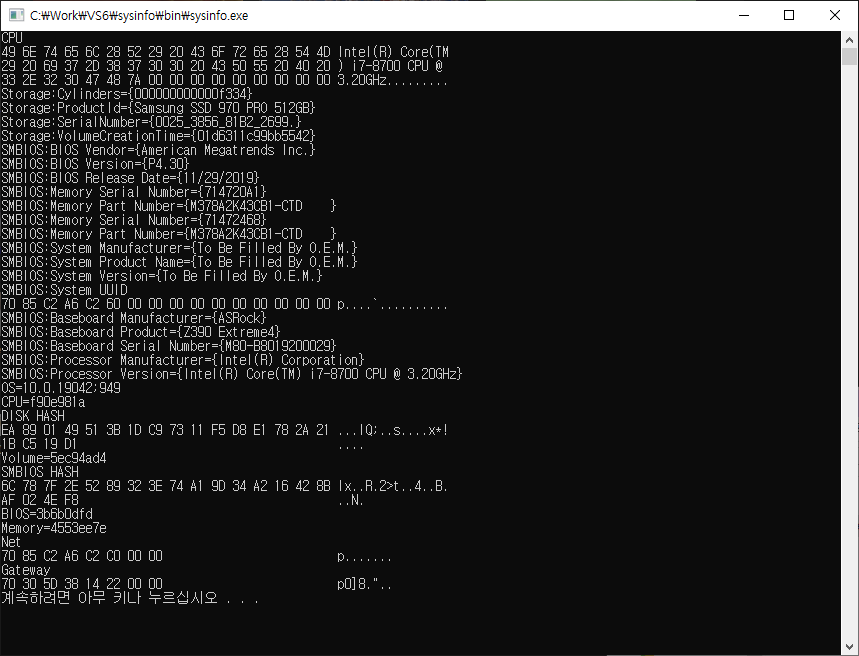 C:₩Work₩VS6₩sysinfo₩bin₩sysinfo.exe
CPU
49 6E 74 65 6C 28 52 29 20 43 6F 72 65 28 54 4D Intel(R) Core(TM
29 20 69 37 2D 38 37 30 30 20 43 50 55 20 40 20 ) i7-8700 CPU @
33 2E 32 30 47 48 7A 00 00 00 00 00 00 00 00 00 3.20GHz.........
Storage:Cylinders={000000000000f334}
Storage:ProductId={Samsung SSD 970 PRO 512GB}
Storage:SerialNumber={0025_3856_81B2_2699.}
Storage:VolumeCreationTime={01d6311c99bb5542}
SMBIOS:BIOS Vendor={American Megatrends Inc.}
SMBIOS:BIOS Version={P4.30}
SMBIOS:BIOS Release Date={11/29/2019}
SMBIOS:Memory Serial Number={714720A1}
SMBIOS:Memory Part Number={M378A2K43CB1-CTD    }
SMBIOS:Memory Serial Number={71472468}
SMBIOS:Memory Part Number={M378A2K43CB1-CTD    }
SMBIOS:System Manufacturer={To Be Filled By O.E.M.}
SMBIOS:System Product Name={To Be Filled By O.E.M.}
SMBIOS:System Version={To Be Filled By O.E.M.}
SMBIOS:System UUID
70 85 C2 A6 C2 60 00 00 00 00 00 00 00 00 00 00 p....`..........
SMBIOS:Baseboard Manufacturer={ASRock}
SMBIOS:Baseboard Product={Z390 Extreme4}
SMBIOS:Baseboard Serial Number={M80-B8019200029}
SMBIOS:Processor Manufacturer={Intel(R) Corporation}
SMBIOS:Processor Version={Intel(R) Core(TM) i7-8700 CPU @ 3.20GHz}
OS=10.0.19042;949
CPU=f90e981a
DISK HASH
EA 89 01 49 51 3B 1D C9 73 11 F5 D8 E1 78 2A 21 ...IQ;..s....x*!
1B C5 19 D1 ....
Volume=5ec94ad4
SMBIOS HASH
6C 78 7F 2E 52 89 32 3E 74 A1 9D 34 A2 16 42 8B lx..R.2>t..4..B.
AF 02 4E F8 ..N.
BIOS=3b6b0dfd
Memory=4553ee7e
Net
70 85 C2 A6 C2 C0 00 00 p.......
Gateway
70 30 5D 38 14 22 00 00 p0]8."..
계속하려면 아무 키나 누르십시오 . . .